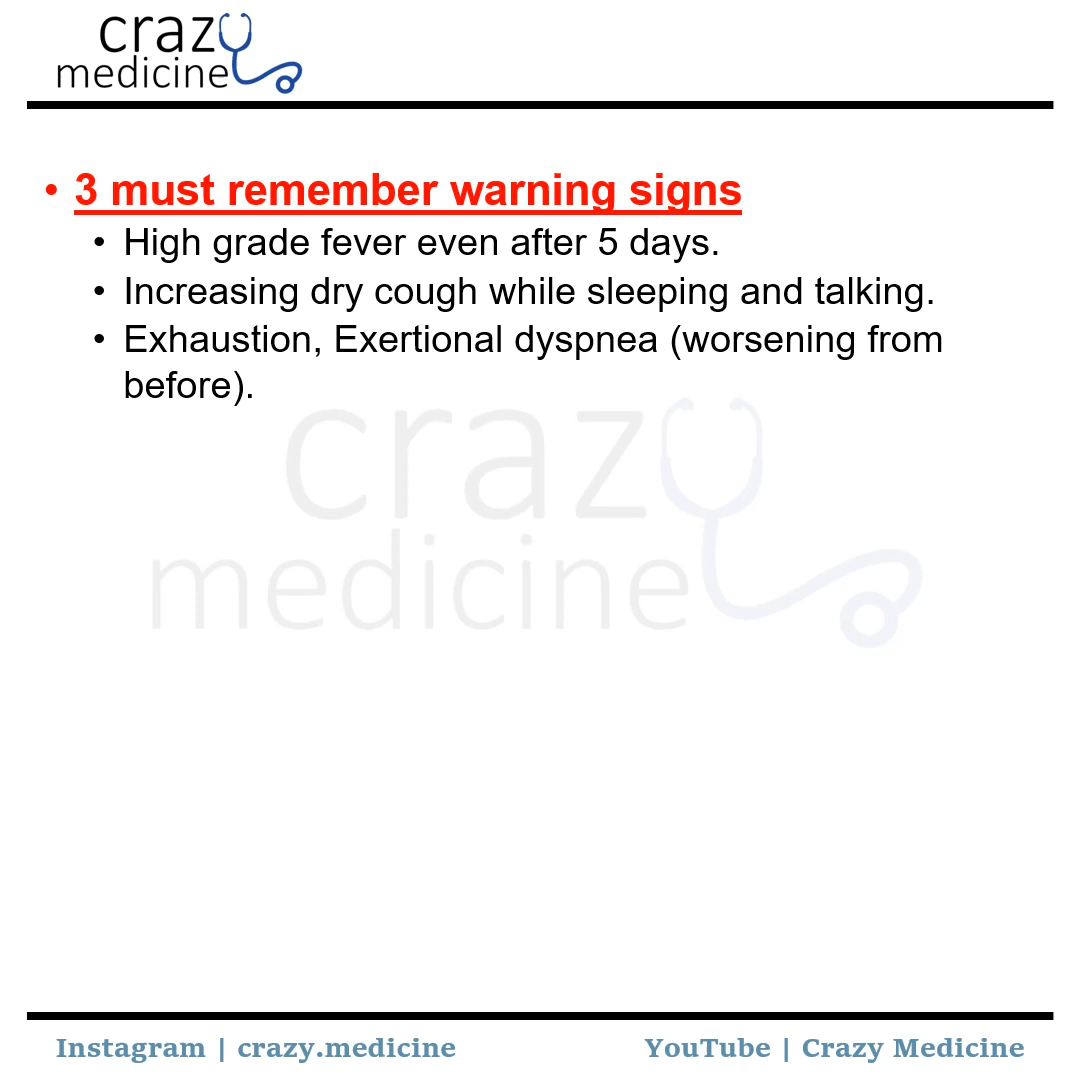 crazy
medicine
• 3 must remember warning signs
• High grade fever even after 5 days.
• Increasing dry cough while sleeping and talking.
• Exhaustion, Exertional dyspnea (worsening from
before).
crazy
medicine
Instagram | crazy.medicine
YouTube | Crazy Medicine